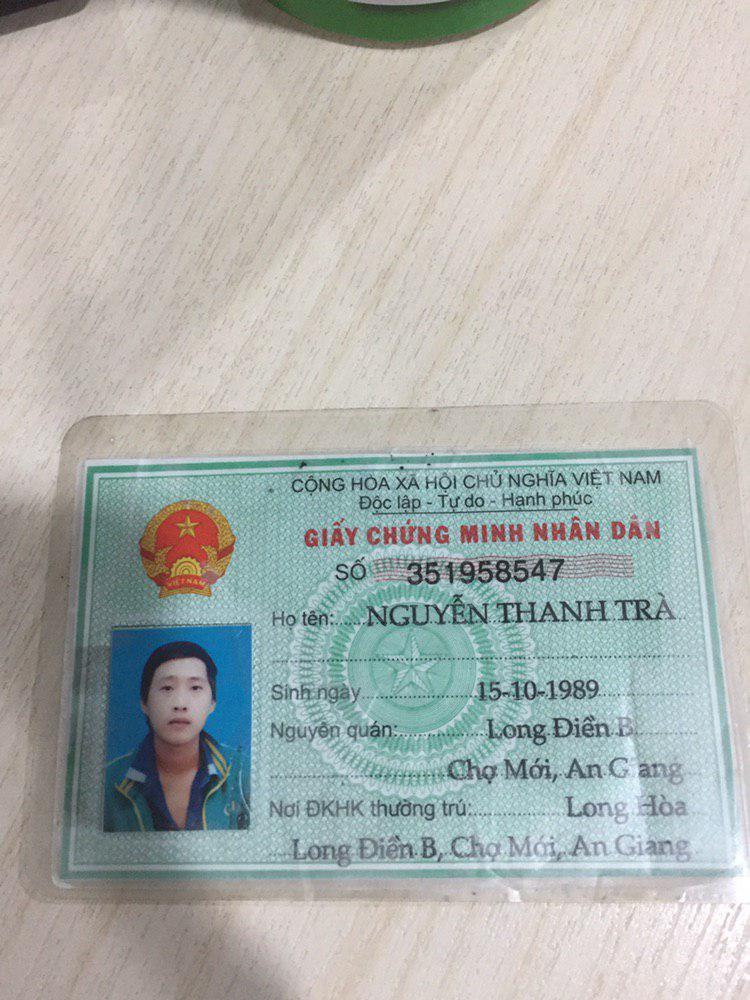 CỘNG HÒA XÃ HỘI CHỦ NGHĨA VIỆT NAM
Độc lập - Tự do - Hạnh phúc
GIẤY CHỨNG MINH NHÂN DÂN
SỐ 351958547
VIỆT NAM
Họ tên: NGUYỄN THANH TRÀ
Sinh ngày 15-10-1989
Nguyên quán: Long Điền B
Chợ Mới, An Giang
Nơi ĐKHK thường trú: Long Hòa
Long Điền B, Chợ Mới, An Giang